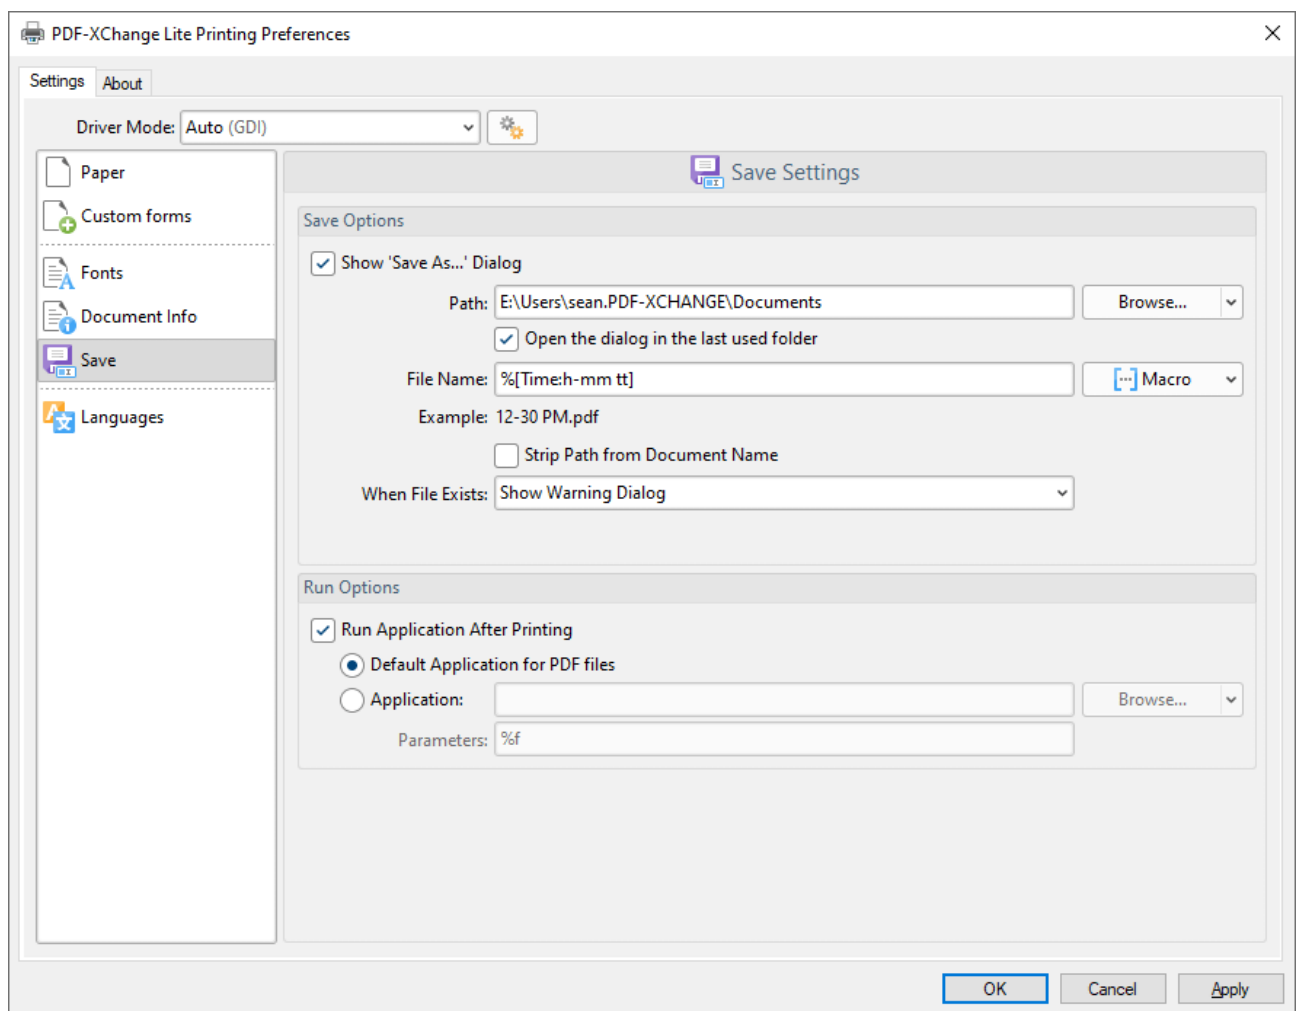 PDF-XChange Lite Printing Preferences
Settings About
Driver Mode: Auto (GDI)
Paper
Custom forms
Fonts
Document Info
Save
Languages
Save Settings
Save Options
Show 'Save As...' Dialog
Path: E:\Users\sean.PDF-XCHANGE\Documents Browse...
Open the dialog in the last used folder
File Name: %[Time:h-mm tt] Macro
Example: 12-30 PM.pdf
Strip Path from Document Name
When File Exists: Show Warning Dialog
Run Options
Run Application After Printing
Default Application for PDF files
Application: Browse...
Parameters: %f
OK Cancel Apply